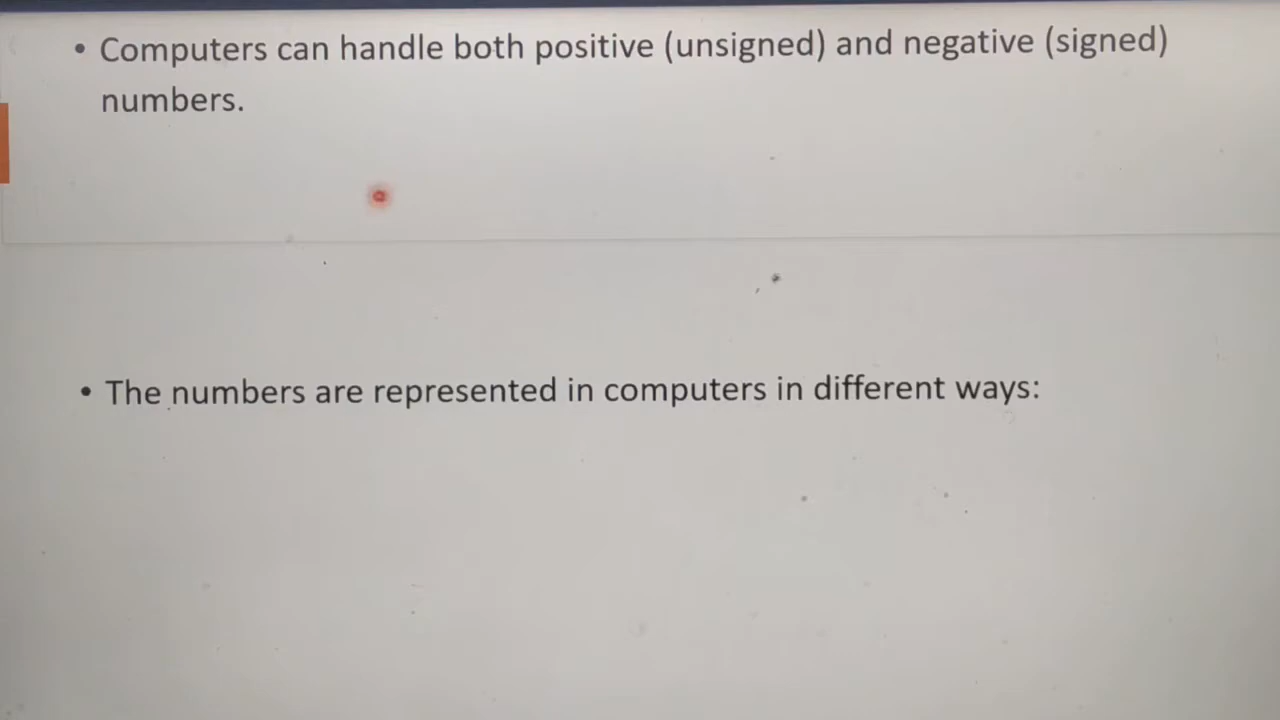 • Computers can handle both positive (unsigned) and negative (signed)
numbers.
• The numbers are represented in computers in different ways: